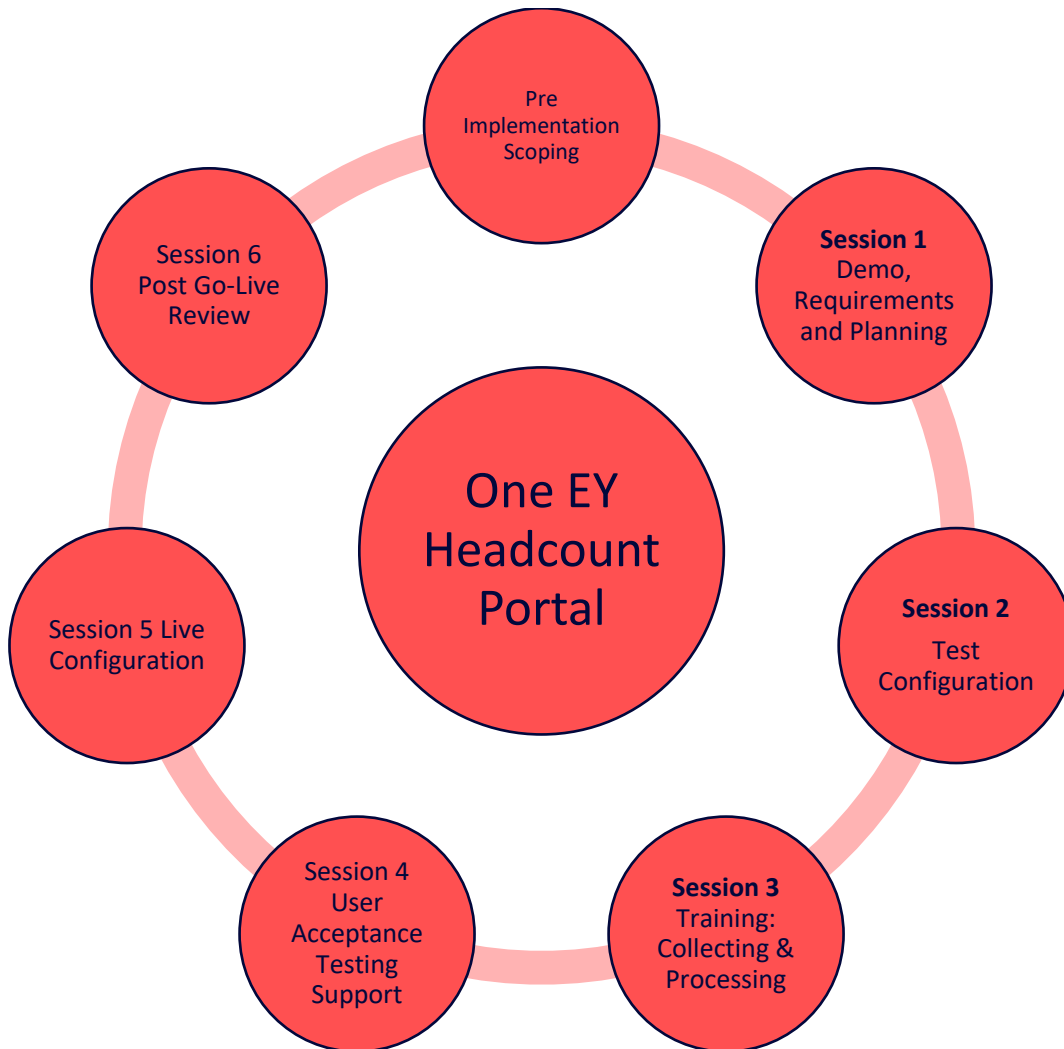 Pre
Implementation
Scoping
Session 1
Demo,
Requirements
and Planning
Session 2
Test
Configuration
Session 3
Training:
Collecting &
Processing
Session 4
User
Acceptance
Testing
Support
Session 5 Live
Configuration
Session 6
Post Go-Live
Review
One EY
Headcount
Portal